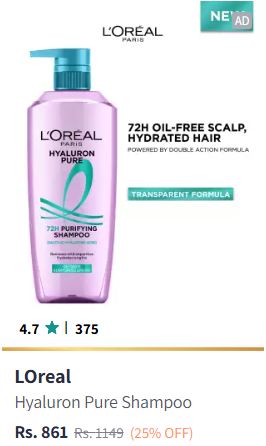 L'ORÉAL
PARIS
NEW
AD
L'ORÉAL
PARIS
HYALURON
PURE
72H PURIFYING
SHAMPOO
72H OIL-FREE SCALP,
HYDRATED HAIR
POWERED BY DOUBLE ACTION FORMULA
TRANSPARENT FORMULA
4.7 ★ | 375
LOreal
Hyaluron Pure Shampoo
Rs. 861 Rs. 1149 (25% OFF)